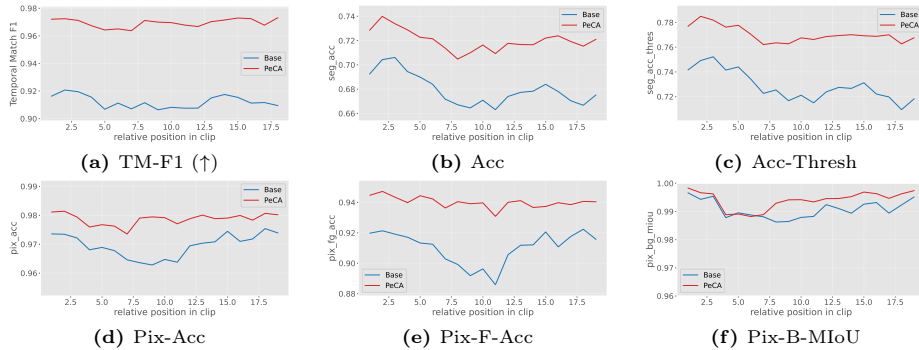 0.98
0.96
0.94
0.92
0.90
Temporal Match F1
Base
PeCA
2.5 5.0 7.5 10.0 12.5 15.0 17.5
relative position in clip
(a) TM-F1 (↑)
0.74
0.72
0.70
0.68
0.66
seg_acc
Base
PeCA
2.5 5.0 7.5 10.0 12.5 15.0 17.5
relative position in clip
(b) Acc
0.78
0.76
0.74
0.72
seg_acc_thres
Base
PeCA
2.5 5.0 7.5 10.0 12.5 15.0 17.5
relative position in clip
(c) Acc-Thresh
0.99
0.98
0.97
0.96
pix_acc
Base
PeCA
2.5 5.0 7.5 10.0 12.5 15.0 17.5
relative position in clip
(d) Pix-Acc
0.94
0.92
0.90
0.88
pix_fg_acc
Base
PeCA
2.5 5.0 7.5 10.0 12.5 15.0 17.5
relative position in clip
(e) Pix-F-Acc
1.00
0.99
0.98
0.97
0.96
pix_bg_miou
Base
PeCA
2.5 5.0 7.5 10.0 12.5 15.0 17.5
relative position in clip
(f) Pix-B-MIoU